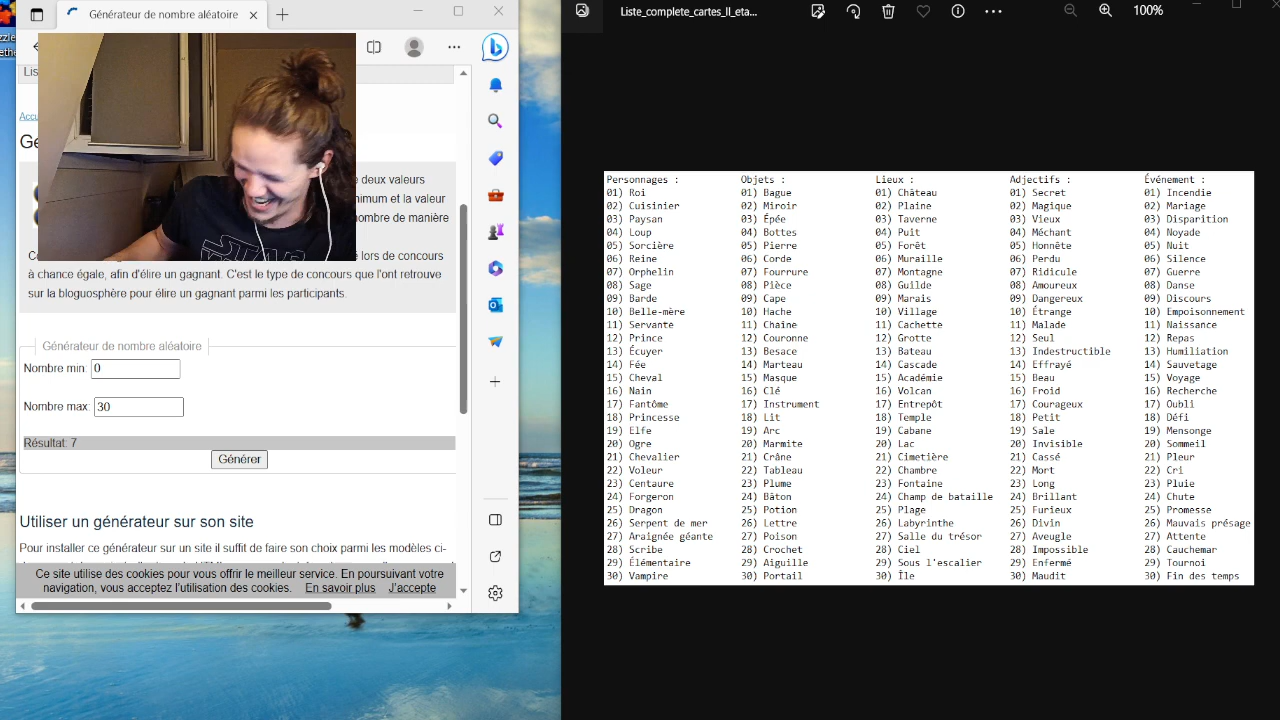 Générateur de nombre aléatoire
Lis
Accu
Gé
e deux valeurs
nimum et la valeur
nombre de manière
lors de concours
à chance égale, afin d'élire un gagnant. C'est le type de concours que l'ont retrouve
sur la bloguosphère pour élire un gagnant parmi les participants.
Générateur de nombre aléatoire
Nombre min: 0
Nombre max: 30
Résultat: 7
Générer
Utiliser un générateur sur son site
Pour installer ce générateur sur un site il suffit de faire son choix parmi les modèles ci-
Ce site utilise des cookies pour vous offrir le meilleur service. En poursuivant votre
navigation, vous acceptez l'utilisation des cookies. En savoir plus J'accepte
STAR
Liste_complete_cartes_Il_eta... 100%
Personnages : Objets : Lieux : Adjectifs : Événement :
01) Roi 01) Bague 01) Château 01) Secret 01) Incendie
02) Cuisinier 02) Miroir 02) Plaine 02) Magique 02) Mariage
03) Paysan 03) Épée 03) Taverne 03) Vieux 03) Disparition
04) Loup 04) Bottes 04) Puit 04) Méchant 04) Noyade
05) Sorcière 05) Pierre 05) Forêt 05) Honnête 05) Nuit
06) Reine 06) Corde 06) Muraille 06) Perdu 06) Silence
07) Orphelin 07) Fourrure 07) Montagne 07) Ridicule 07) Guerre
08) Sage 08) Pièce 08) Guilde 08) Amoureux 08) Danse
09) Barde 09) Cape 09) Marais 09) Dangereux 09) Discours
10) Belle-mère 10) Hache 10) Village 10) Étrange 10) Empoisonnement
11) Servante 11) Chaine 11) Cachette 11) Malade 11) Naissance
12) Prince 12) Couronne 12) Grotte 12) Seul 12) Repas
13) Écuyer 13) Besace 13) Bateau 13) Indestructible 13) Humiliation
14) Fée 14) Marteau 14) Cascade 14) Effrayé 14) Sauvetage
15) Cheval 15) Masque 15) Académie 15) Beau 15) Voyage
16) Nain 16) Clé 16) Volcan 16) Froid 16) Recherche
17) Fantôme 17) Instrument 17) Entrepôt 17) Courageux 17) Oubli
18) Princesse 18) Lit 18) Temple 18) Petit 18) Défi
19) Elfe 19) Arc 19) Cabane 19) Sale 19) Mensonge
20) Ogre 20) Marmite 20) Lac 20) Invisible 20) Sommeil
21) Chevalier 21) Crâne 21) Cimetière 21) Cassé 21) Pleur
22) Voleur 22) Tableau 22) Chambre 22) Mort 22) Cri
23) Centaure 23) Plume 23) Fontaine 23) Long 23) Pluie
24) Forgeron 24) Bâton 24) Champ de bataille 24) Brillant 24) Chute
25) Dragon 25) Potion 25) Plage 25) Furieux 25) Promesse
26) Serpent de mer 26) Lettre 26) Labyrinthe 26) Divin 26) Mauvais présage
27) Araignée géante 27) Poison 27) Salle du trésor 27) Aveugle 27) Attente
28) Scribe 28) Crochet 28) Ciel 28) Impossible 28) Cauchemar
29) Élémentaire 29) Aiguille 29) Sous l'escalier 29) Enfermé 29) Tournoi
30) Vampire 30) Portail 30) Île 30) Maudit 30) Fin des temps